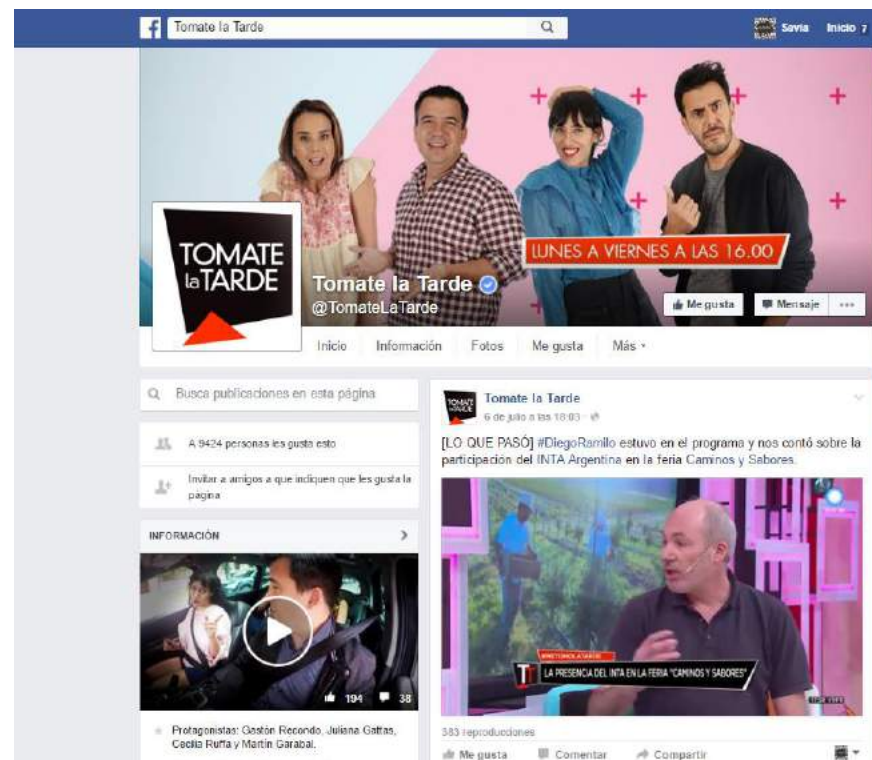 f Tomate la Tarde Savia Inicio 7
LUNES A VIERNES A LAS 16.00
TOMATE
la TARDE
Tomate la Tarde
@TomateLaTarde
Me gusta Mensaje ...
Inicio Información Fotos Me gusta Más
Busca publicaciones en esta página
A 9424 personas les gusta esto
Invitar a amigos a que indiquen que les gusta la
página
INFORMACIÓN >
194 38
Protagonistas: Gastón Recondo, Juliana Gattas,
Cecilia Ruffa y Martín Garabal.
TOMATE
la TARDE
Tomate la Tarde
6 de julio a las 18:03 ·
[LO QUE PASÓ] #DiegoRamilo estuvo en el programa y nos contó sobre la
participación del INTA Argentina en la feria Caminos y Sabores.
#METOMOLATARDE
LA PRESENCIA DEL INTA EN LA FERIA "CAMINOS Y SABORES"
383 reproducciones
Me gusta Comentar Compartir